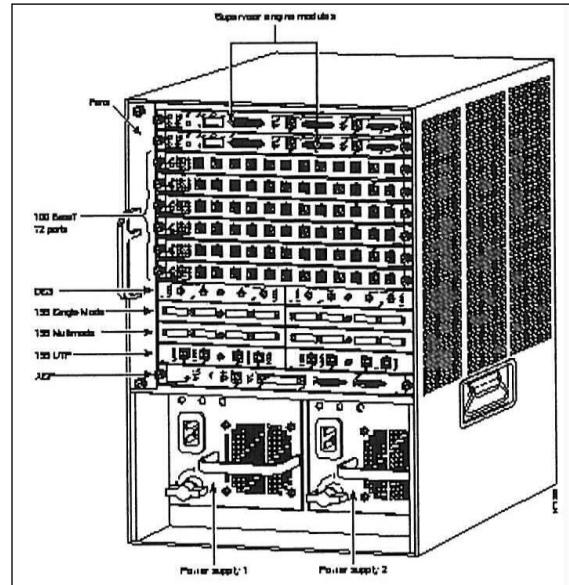 Supervisor engine modules
Fans
100 BaseT
72 ports
DS3
155 Single Mode
155 Multimode
155 UTP
ASP
Power supply 1
Power supply 2